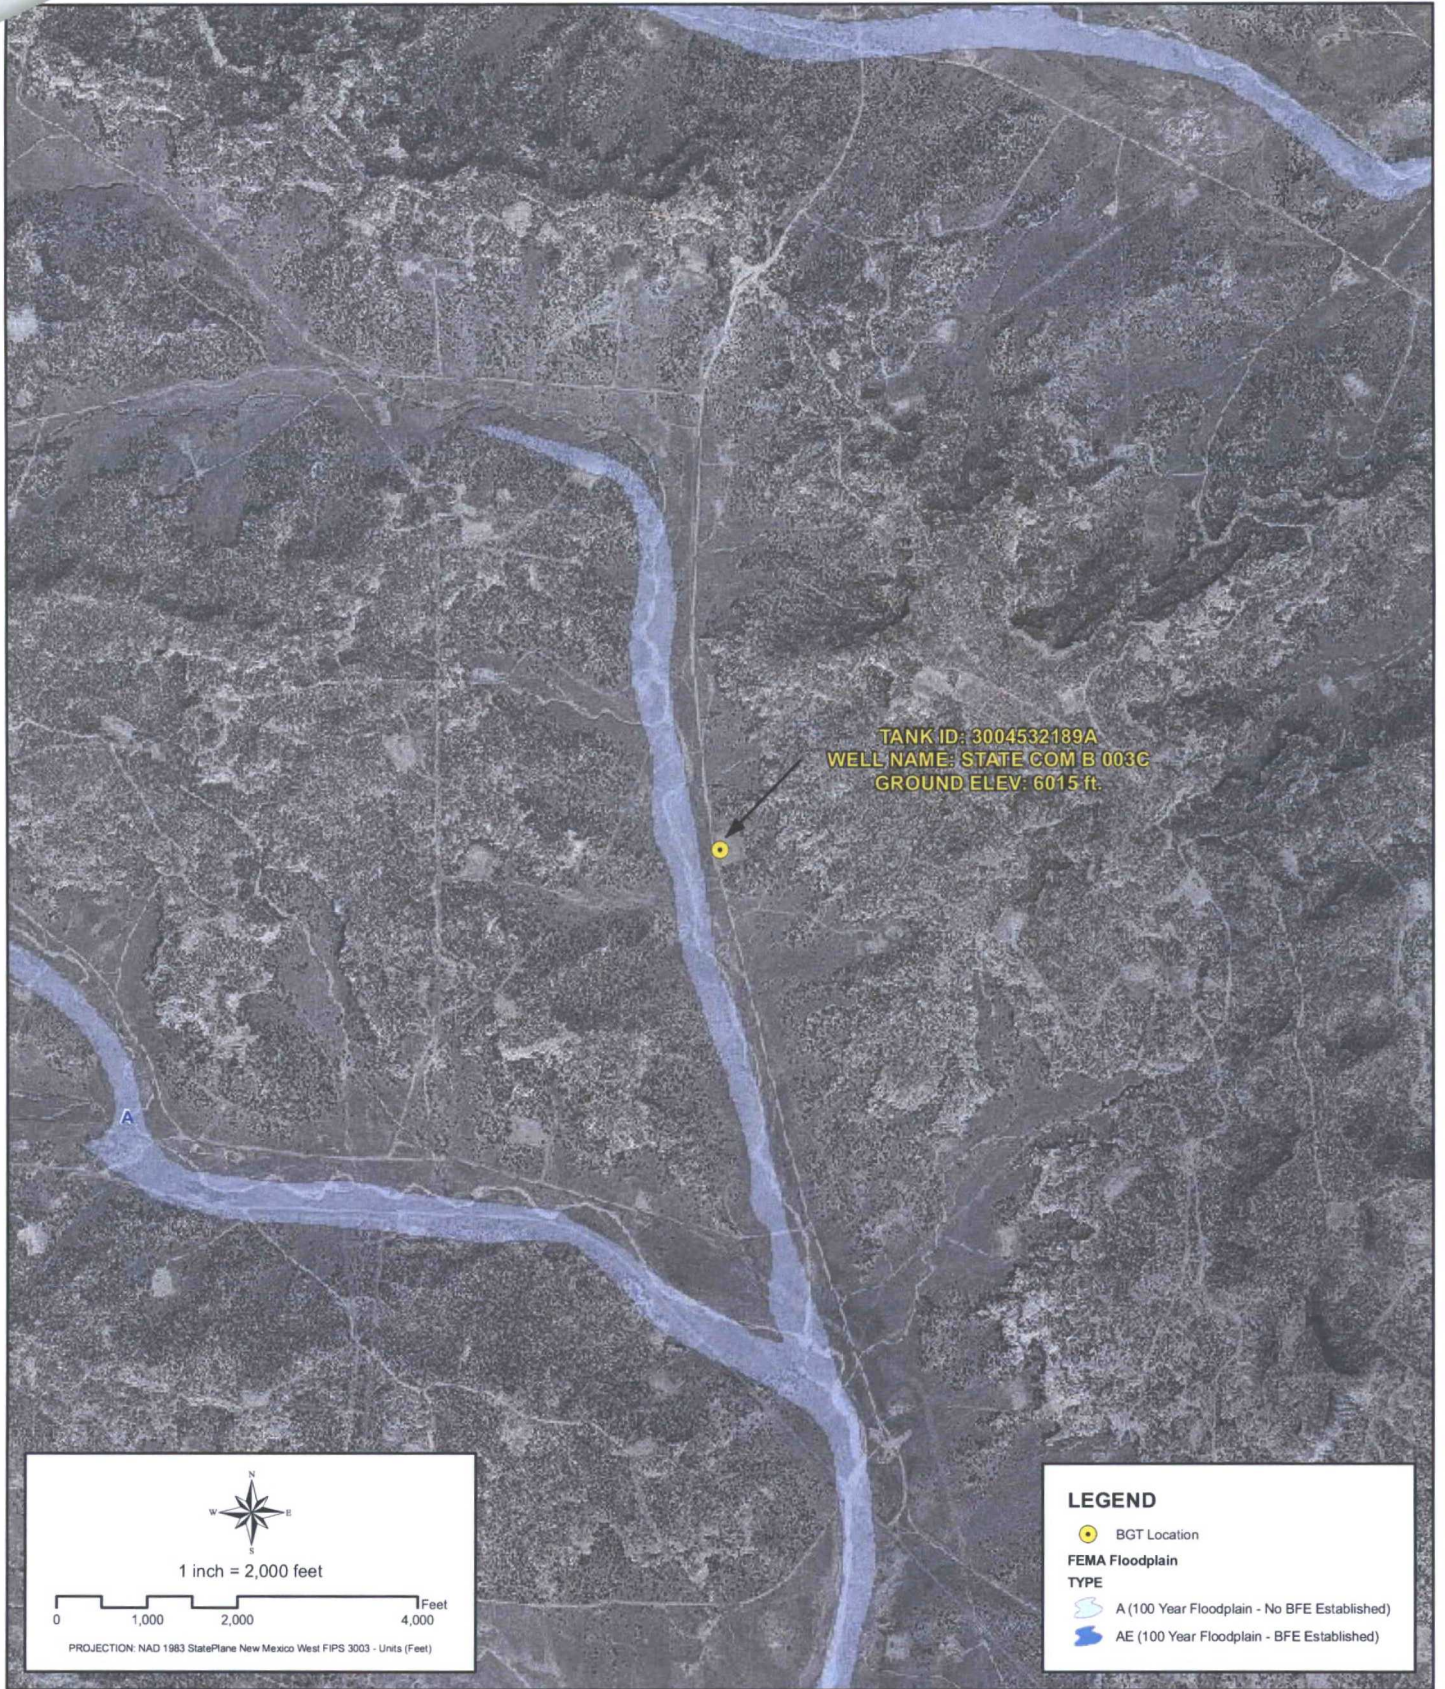 TANK ID: 3004532189A
WELL NAME: STATE COM B 003C
GROUND ELEV: 6015 ft.
A
N
W E
S
1 inch = 2,000 feet
Feet
0 1,000 2,000 4,000
PROJECTION: NAD 1983 StatePlane New Mexico West FIPS 3003 - Units (Feet)
LEGEND
BGT Location
FEMA Floodplain
TYPE
A (100 Year Floodplain - No BFE Established)
AE (100 Year Floodplain - BFE Established)